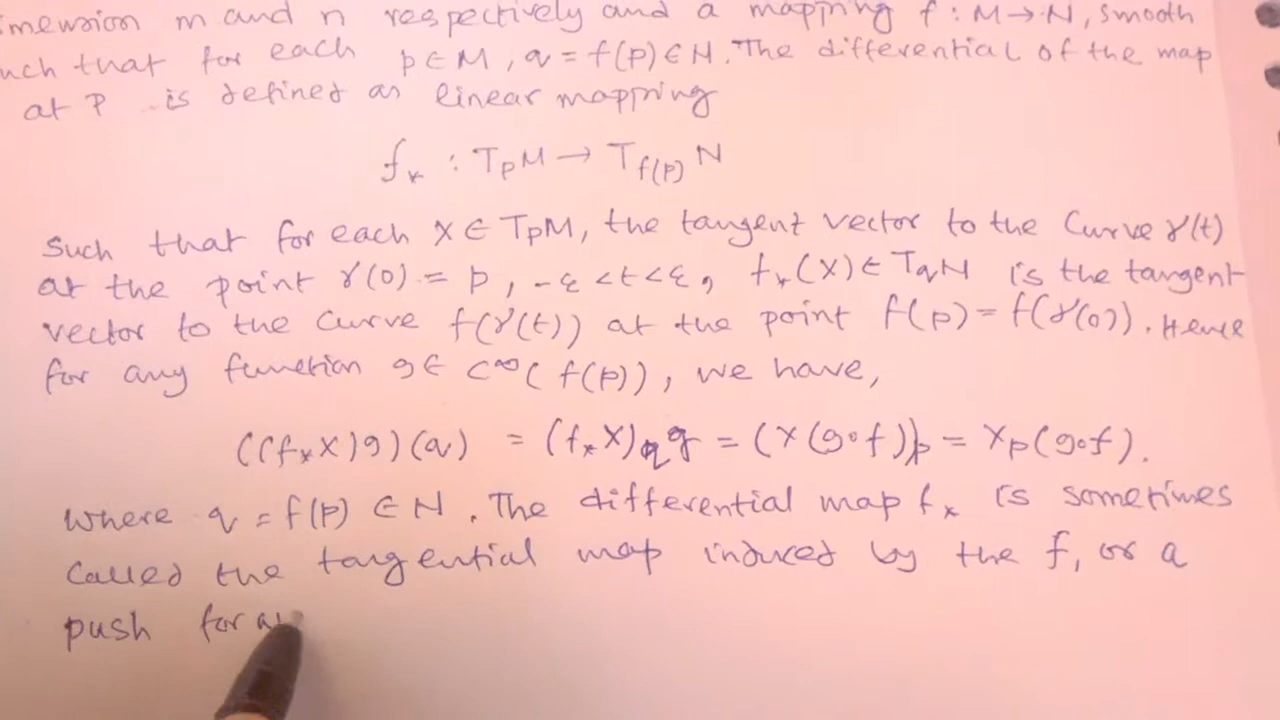 mension m and n respectively and a mapping f : M → N, smooth
uch that for each p ∈ M, q = f(p) ∈ N. The differential of the map
at P is defined as linear mapping
f* : TpM → Tf(p) N
Such that for each X ∈ TpM, the tangent vector to the Curve γ(t)
at the point γ(0) = p, -ε < t < ε, f*(X) ∈ TqN is the tangent
vector to the curve f(γ(t)) at the point f(p) = f(γ(0)). Hence
for any function g ∈ C∞(f(p)), we have,
((f*X)g)(q) = (f*X)q g = (X(g∘f))p = Xp(g∘f).
Where q = f(p) ∈ N. The differential map f* is sometimes
Called the tangential map induced by the f, or a
push for